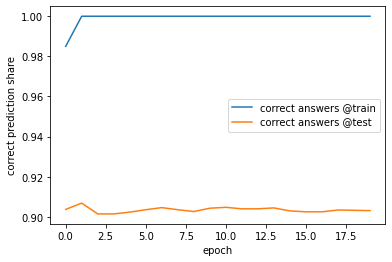 1.00
0.98
0.96
0.94
0.92
0.90
correct prediction share
correct answers @train
correct answers @test
0.0 2.5 5.0 7.5 10.0 12.5 15.0 17.5
epoch